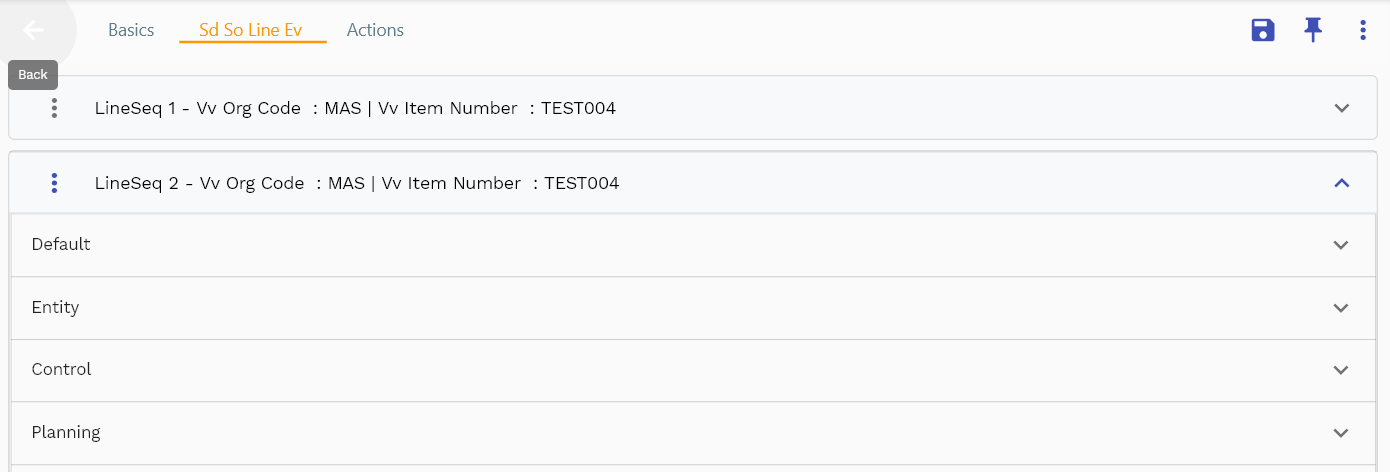 Basics Sd So Line Ev Actions
Back
LineSeq 1 - Vv Org Code : MAS | Vv Item Number : TEST004
LineSeq 2 - Vv Org Code : MAS | Vv Item Number : TEST004
Default
Entity
Control
Planning